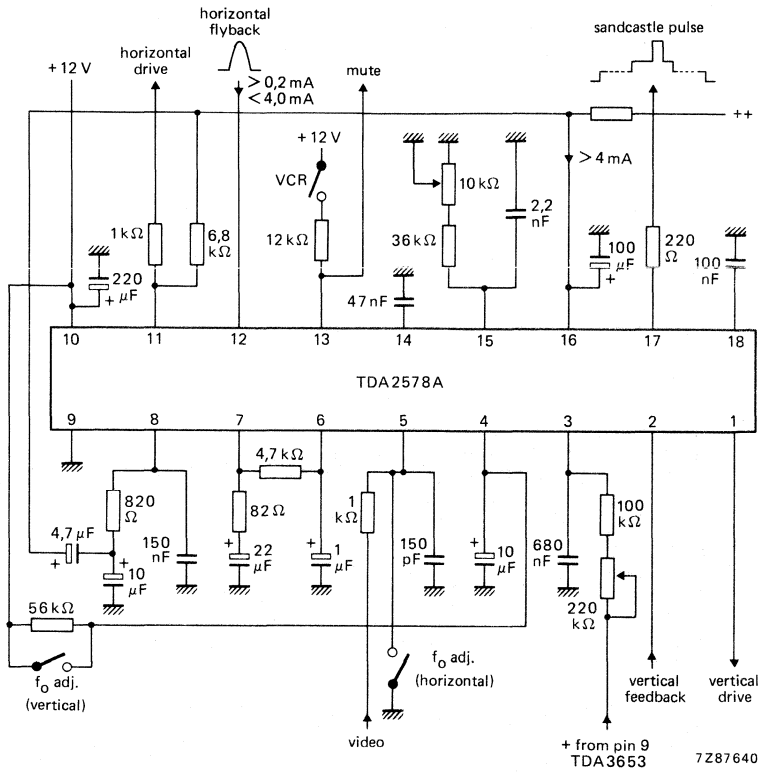 horizontal
flyback
sandcastle pulse
horizontal
drive
+12 V
> 0,2 mA
< 4,0 mA
mute
++
+12 V
> 4 mA
VCR
10 kΩ
2,2
nF
1 kΩ
6,8
kΩ
12 kΩ
36 kΩ
100
μF
+
220
Ω
100
nF
220
μF
+
47 nF
10
11
12
13
14
15
16
17
18
TDA2578A
9
8
7
6
5
4
3
2
1
4,7 kΩ
820
Ω
82 Ω
1
kΩ
100
kΩ
4,7 μF
+
+
10
μF
150
nF
+
22
μF
+
1
μF
150
pF
+
10
μF
680
nF
220
kΩ
56 kΩ
fo adj.
(vertical)
fo adj.
(horizontal)
vertical
feedback
vertical
drive
video
+ from pin 9
TDA3653
7Z87640